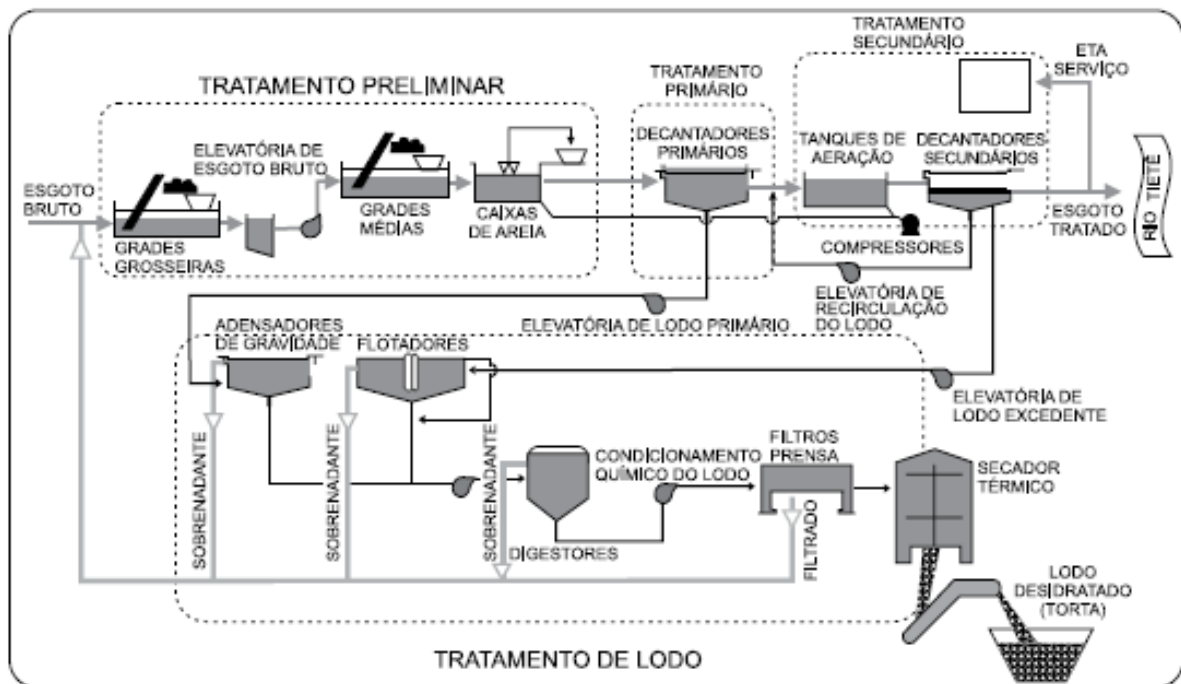 TRATAMENTO PRELIMINAR
TRATAMENTO
PRIMÁRIO
TRATAMENTO
SECUNDÁRIO
ETA
SERVIÇO
ESGOTO
BRUTO
GRADES
GROSSEIRAS
ELEVATÓRIA DE
ESGOTO BRUTO
GRADES
MÉDIAS
CAIXAS
DE AREIA
DECANTADORES
PRIMÁRIOS
TANQUES DE
AERAÇÃO
DECANTADORES
SECUNDÁRIOS
COMPRESSORES
ESGOTO
TRATADO
RIO TIETÉ
ELEVATÓRIA DE LODO PRIMÁRIO
ELEVATÓRIA DE
RECIRCULAÇÃO
DO LODO
ADENSADORES
DE GRAVIDADE
FLOTADORES
ELEVATÓRIA DE
LODO EXCEDENTE
SOBRENADANTE
SOBRENADANTE
SOBRENADANTE
DIGESTORES
CONDICIONAMENTO
QUÍMICO DO LODO
FILTROS
PRENSA
FILTRADO
SECADOR
TÉRMICO
LODO
DESIDRATADO
(TORTA)
TRATAMENTO DE LODO